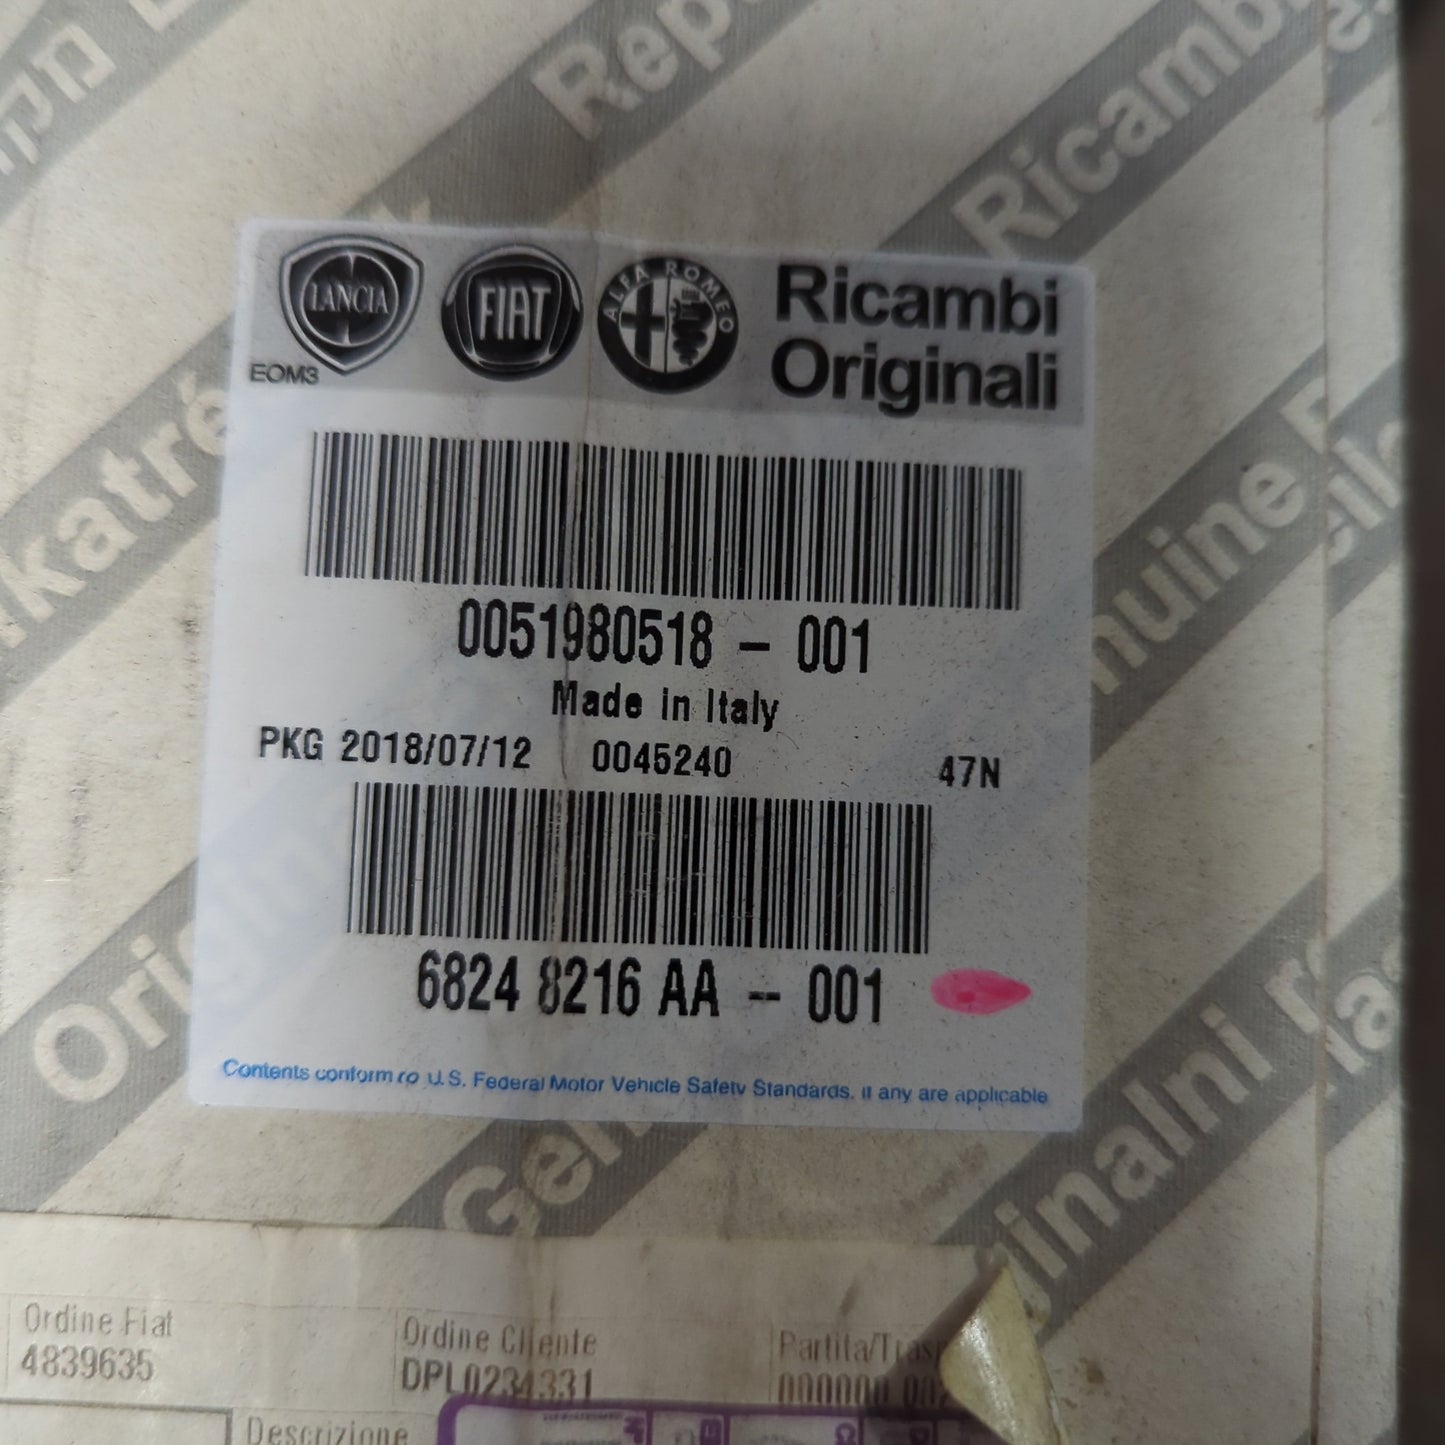 Ricambi
Originali
LANCIA
FIAT
ALFA ROMEO
EOM3
0051980518 - 001
Made in Italy
PKG 2018/07/12 0045240 47N
6824 8216 AA -- 001
Contents conform to U.S. Federal Motor Vehicle Safety Standards, if any are applicable
Ordine Fiat
4839635
Ordine Cliente
DPL0234331
Descrizione